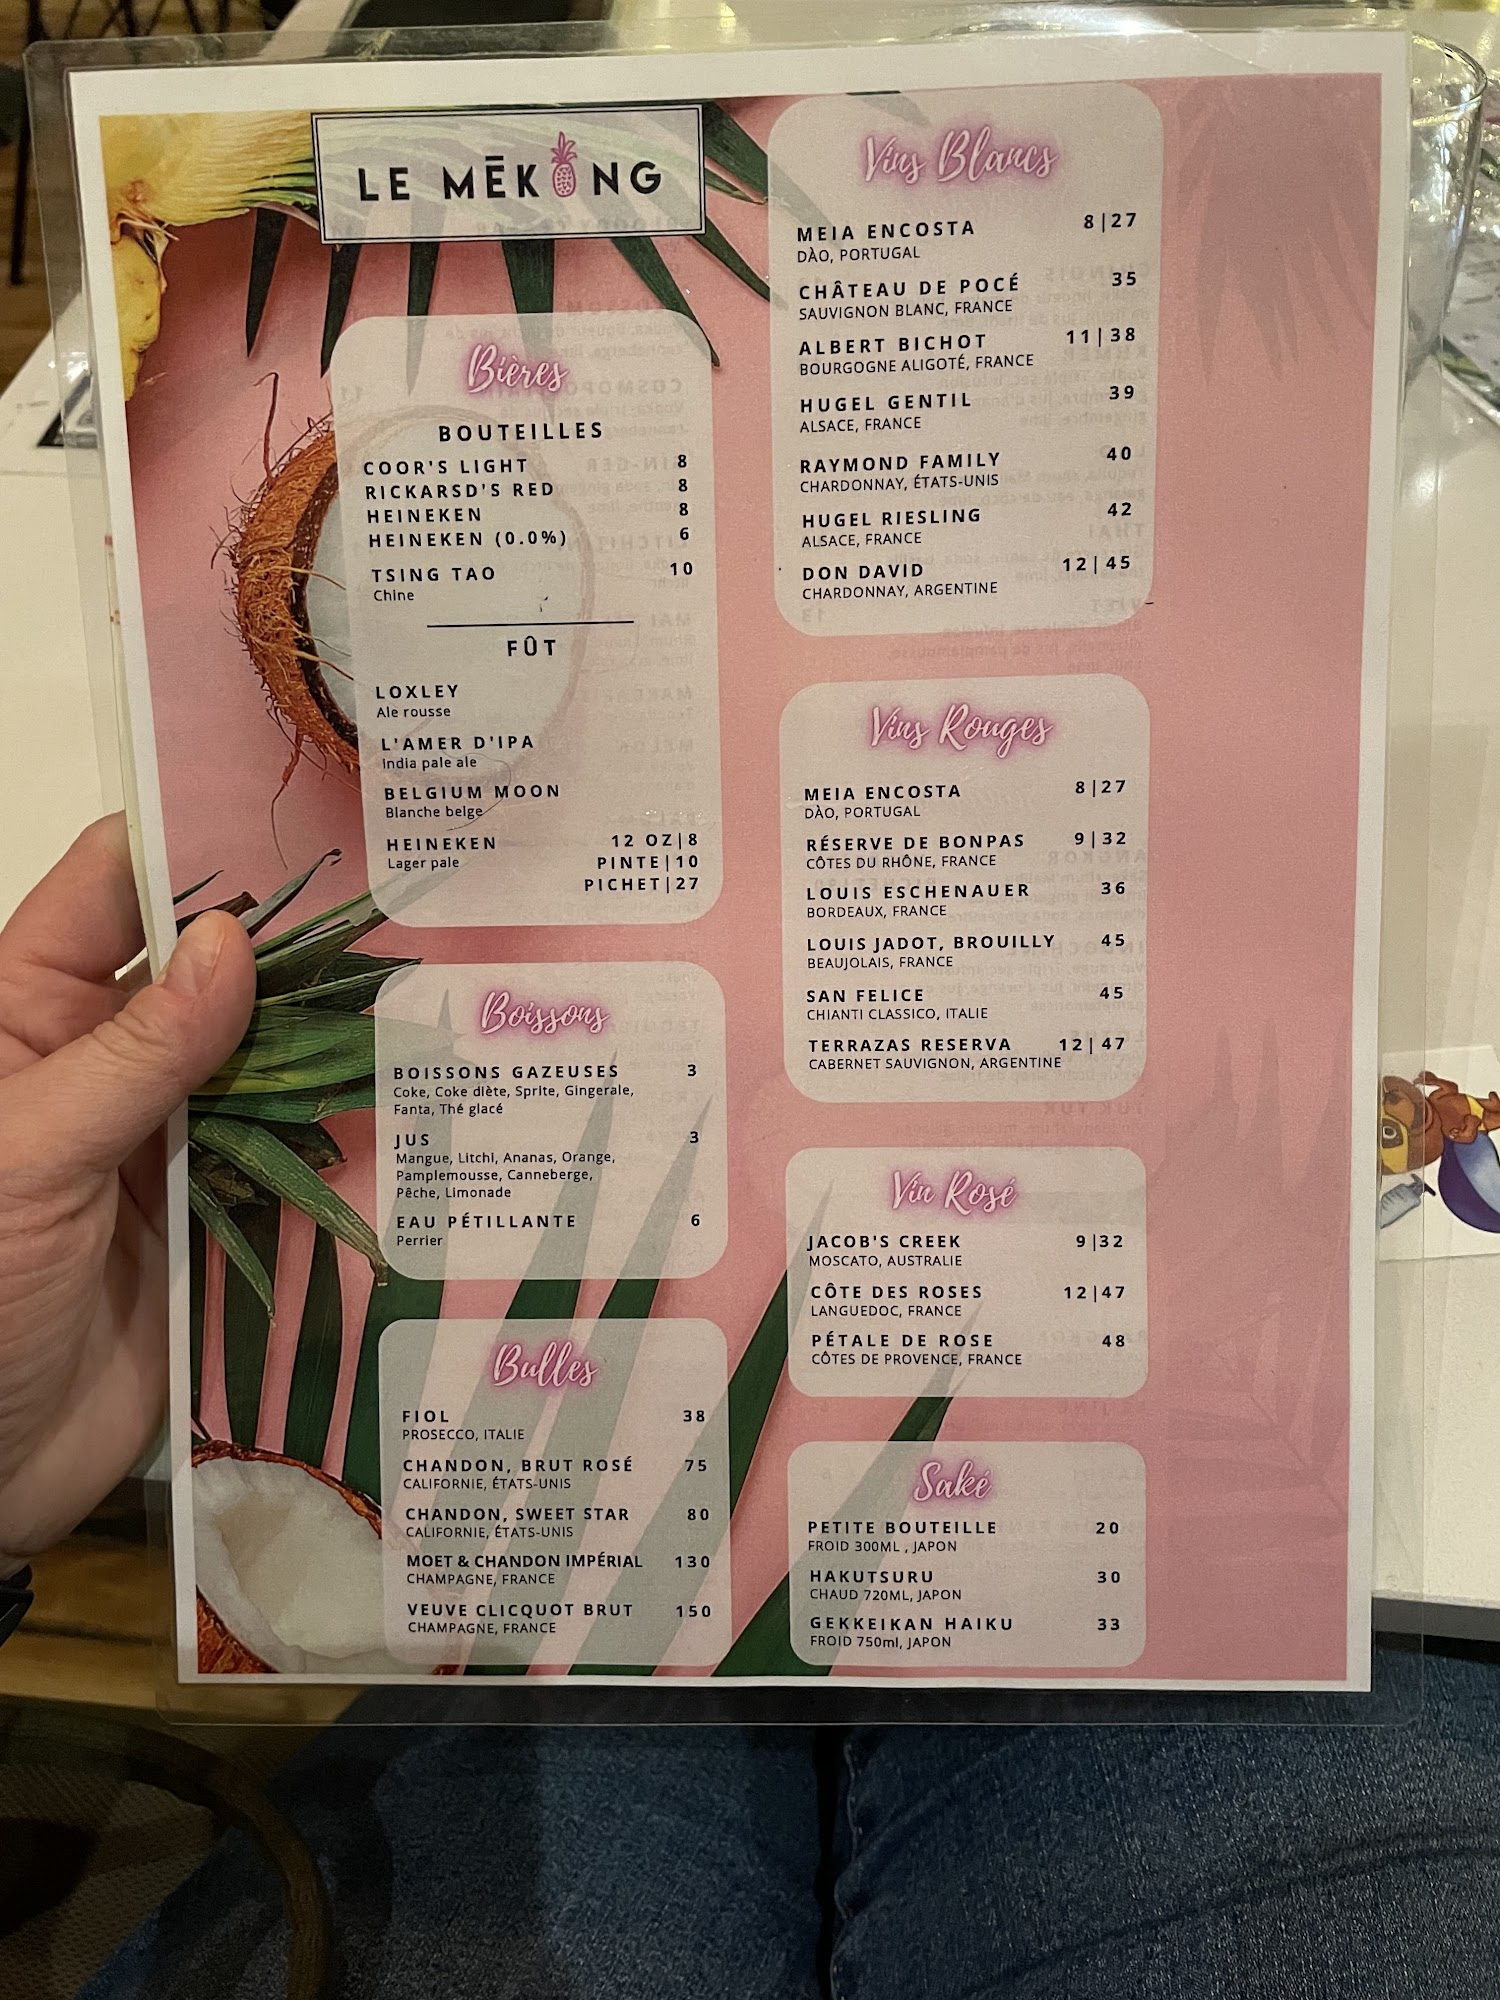 LE MĒKONG
Bières
BOUTEILLES
COOR'S LIGHT 8
RICKARSD'S RED 8
HEINEKEN 8
HEINEKEN (0.0%) 6
TSING TAO 10
Chine
FÛT
LOXLEY
Ale rousse
L'AMER D'IPA
India pale ale
BELGIUM MOON
Blanche belge
HEINEKEN 12 OZ|8
Lager pale PINTE|10
PICHET|27
Boissons
BOISSONS GAZEUSES 3
Coke, Coke diète, Sprite, Gingerale,
Fanta, Thé glacé
JUS 3
Mangue, Litchi, Ananas, Orange,
Pamplemousse, Canneberge,
Pêche, Limonade
EAU PÉTILLANTE 6
Perrier
Bulles
FIOL 38
PROSECCO, ITALIE
CHANDON, BRUT ROSÉ 75
CALIFORNIE, ÉTATS-UNIS
CHANDON, SWEET STAR 80
CALIFORNIE, ÉTATS-UNIS
MOET & CHANDON IMPÉRIAL 130
CHAMPAGNE, FRANCE
VEUVE CLICQUOT BRUT 150
CHAMPAGNE, FRANCE
Vins Blancs
MEIA ENCOSTA 8|27
DÀO, PORTUGAL
CHÂTEAU DE POCÉ 35
SAUVIGNON BLANC, FRANCE
ALBERT BICHOT 11|38
BOURGOGNE ALIGOTÉ, FRANCE
HUGEL GENTIL 39
ALSACE, FRANCE
RAYMOND FAMILY 40
CHARDONNAY, ÉTATS-UNIS
HUGEL RIESLING 42
ALSACE, FRANCE
DON DAVID 12|45
CHARDONNAY, ARGENTINE
Vins Rouges
MEIA ENCOSTA 8|27
DÀO, PORTUGAL
RÉSERVE DE BONPAS 9|32
CÔTES DU RHÔNE, FRANCE
LOUIS ESCHENAUER 36
BORDEAUX, FRANCE
LOUIS JADOT, BROUILLY 45
BEAUJOLAIS, FRANCE
SAN FELICE 45
CHIANTI CLASSICO, ITALIE
TERRAZAS RESERVA 12|47
CABERNET SAUVIGNON, ARGENTINE
Vin Rosé
JACOB'S CREEK 9|32
MOSCATO, AUSTRALIE
CÔTE DES ROSES 12|47
LANGUEDOC, FRANCE
PÉTALE DE ROSE 48
CÔTES DE PROVENCE, FRANCE
Saké
PETITE BOUTEILLE 20
FROID 300ML , JAPON
HAKUTSURU 30
CHAUD 720ML, JAPON
GEKKEIKAN HAIKU 33
FROID 750ml, JAPON